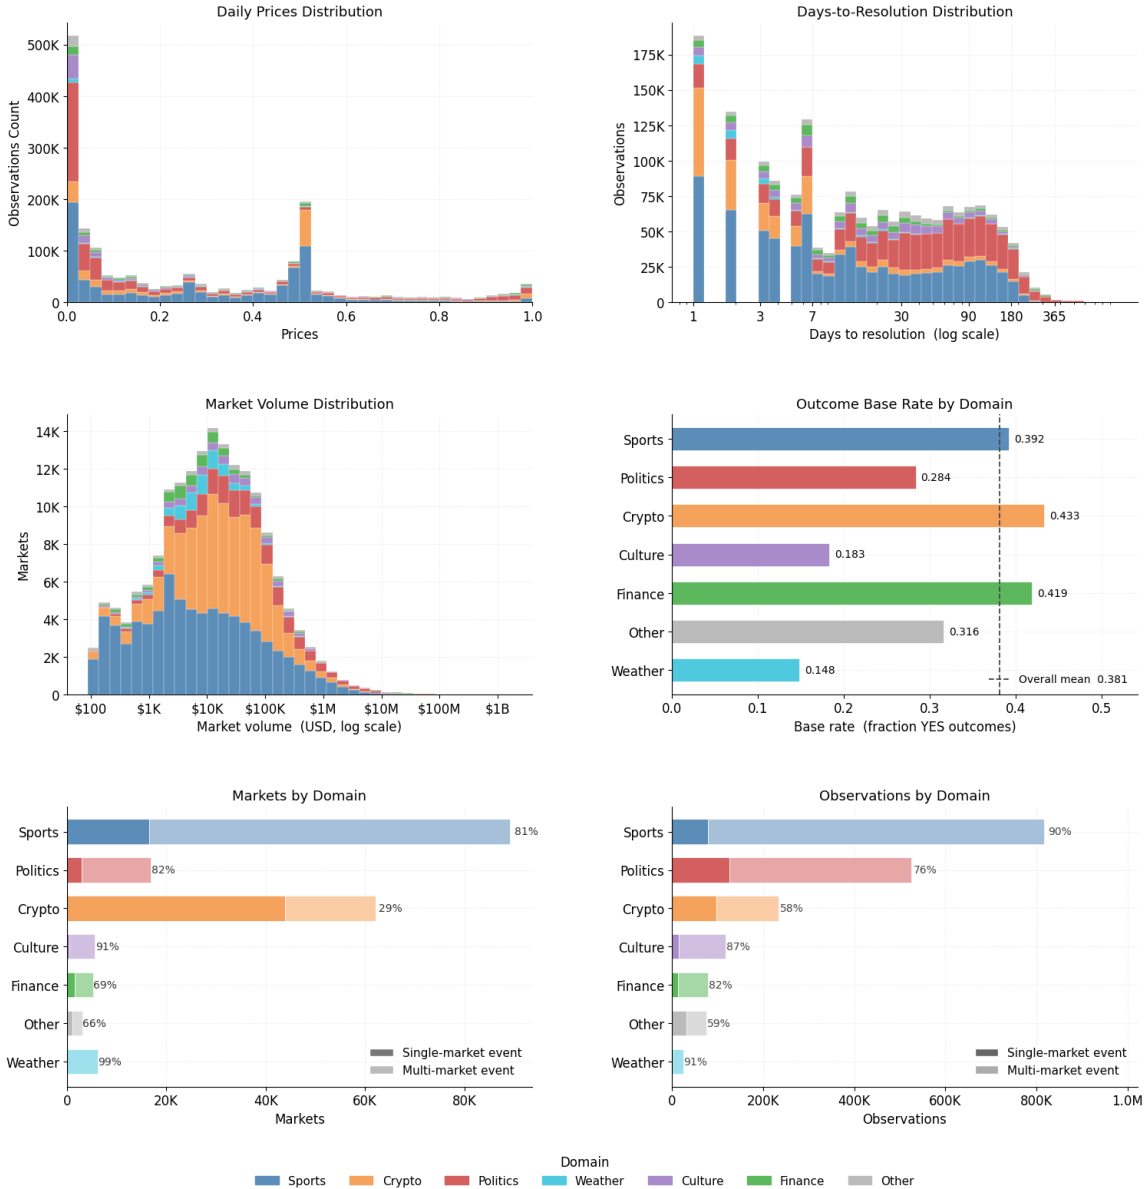 Daily Prices Distribution
500K
400K
300K
200K
100K
0
Observations Count
0.0 0.2 0.4 0.6 0.8 1.0
Prices
Days-to-Resolution Distribution
175K
150K
125K
100K
75K
50K
25K
0
Observations
1 3 7 30 90 180 365
Days to resolution (log scale)
Market Volume Distribution
14K
12K
10K
8K
6K
4K
2K
0
Markets
$100 $1K $10K $100K $1M $10M $100M $1B
Market volume (USD, log scale)
Outcome Base Rate by Domain
Sports 0.392
Politics 0.284
Crypto 0.433
Culture 0.183
Finance 0.419
Other 0.316
Weather 0.148
Overall mean 0.381
0.0 0.1 0.2 0.3 0.4 0.5
Base rate (fraction YES outcomes)
Markets by Domain
Sports 81%
Politics 82%
Crypto 29%
Culture 91%
Finance 69%
Other 66%
Weather 99%
Single-market event
Multi-market event
0 20K 40K 60K 80K
Markets
Observations by Domain
Sports 90%
Politics 76%
Crypto 58%
Culture 87%
Finance 82%
Other 59%
Weather 91%
Single-market event
Multi-market event
0 200K 400K 600K 800K 1.0M
Observations
Domain
Sports Crypto Politics Weather Culture Finance Other